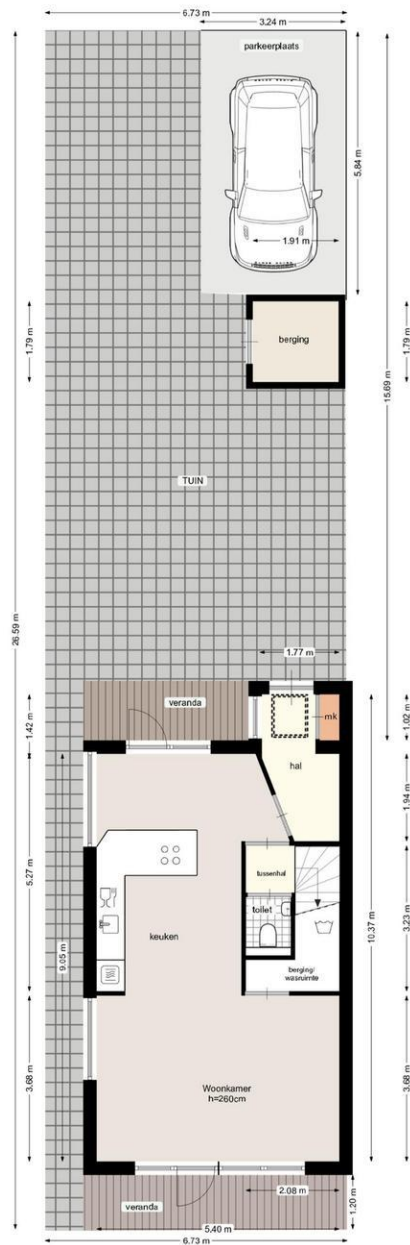 6.73 m
3.24 m
parkeerplaats
5.84 m
1.91 m
1.79 m
berging
1.79 m
15.69 m
TUIN
26.59 m
1.77 m
veranda
mk
1.42 m
1.02 m
hal
1.94 m
tussenhal
5.27 m
toilet
3.23 m
keuken
9.05 m
10.37 m
berging/
wasruimte
3.68 m
Woonkamer
h=260cm
3.68 m
2.08 m
veranda
1.20 m
5.40 m
6.73 m